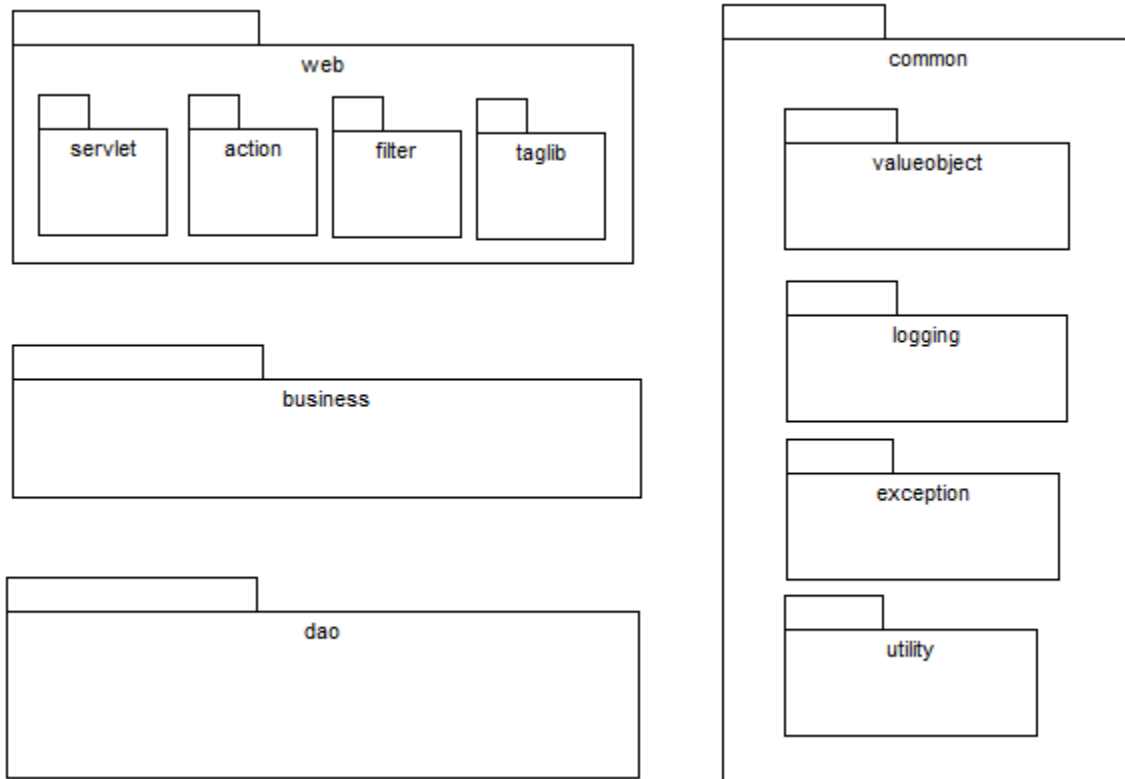 web
servlet
action
filter
taglib
business
dao
common
valueobject
logging
exception
utility